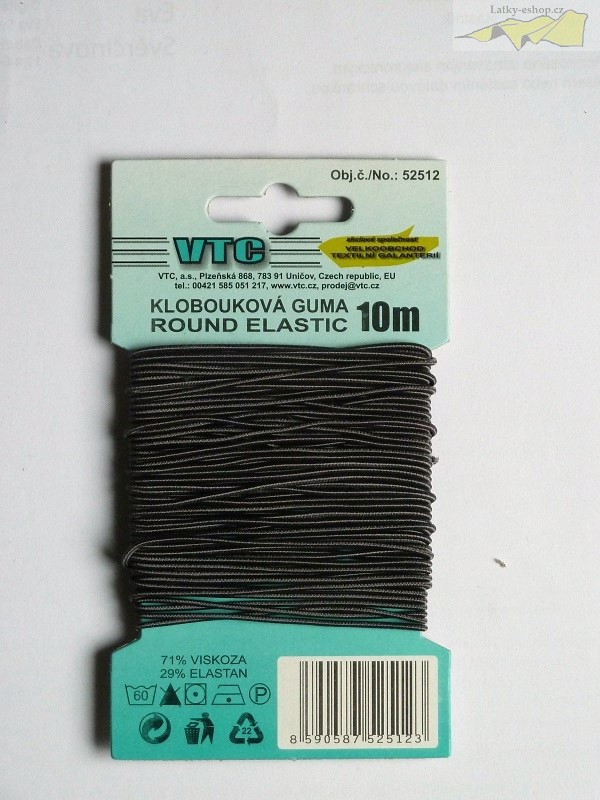 Latky-eshop.cz
Obj.č./No.: 52512
VTC
obchodní společnost
VELKOOBCHOD
TEXTILNÍ GALANTERIÍ
VTC, a.s., Plzeňská 868, 783 91 Uničov, Czech republic, EU
tel.: 00421 585 051 217, www.vtc.cz, prodej@vtc.cz
KLOBOUKOVÁ GUMA
ROUND ELASTIC 10m
71% VISKOZA
29% ELASTAN
60 P
22
8 590587 525123